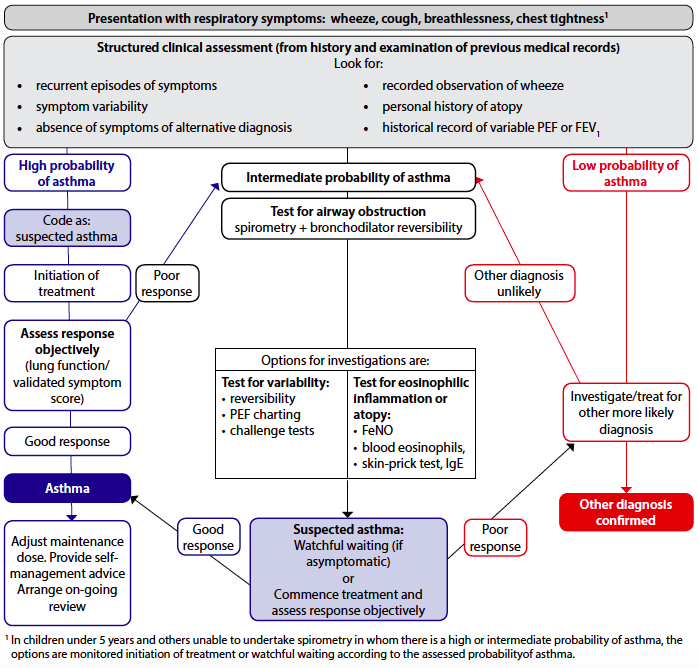 Presentation with respiratory symptoms: wheeze, cough, breathlessness, chest tightness¹
Structured clinical assessment (from history and examination of previous medical records)
Look for:
• recurrent episodes of symptoms
• symptom variability
• absence of symptoms of alternative diagnosis
• recorded observation of wheeze
• personal history of atopy
• historical record of variable PEF or FEV₁
High probability
of asthma
Code as:
suspected asthma
Initiation of
treatment
Assess response
objectively
(lung function/
validated symptom
score)
Good response
Asthma
Adjust maintenance
dose. Provide self-
management advice
Arrange on-going
review
Poor
response
Intermediate probability of asthma
Test for airway obstruction
spirometry + bronchodilator reversibility
Options for investigations are:
Test for variability:
• reversibility
• PEF charting
• challenge tests
Test for eosinophilic
inflammation or
atopy:
• FeNO
• blood eosinophils,
• skin-prick test, IgE
Good
response
Suspected asthma:
Watchful waiting (if
asymptomatic)
or
Commence treatment and
assess response objectively
Poor
response
Low probability of
asthma
Other diagnosis
unlikely
Investigate/treat for
other more likely
diagnosis
Other diagnosis
confirmed
¹ In children under 5 years and others unable to undertake spirometry in whom there is a high or intermediate probability of asthma, the
options are monitored initiation of treatment or watchful waiting according to the assessed probabilityof asthma.